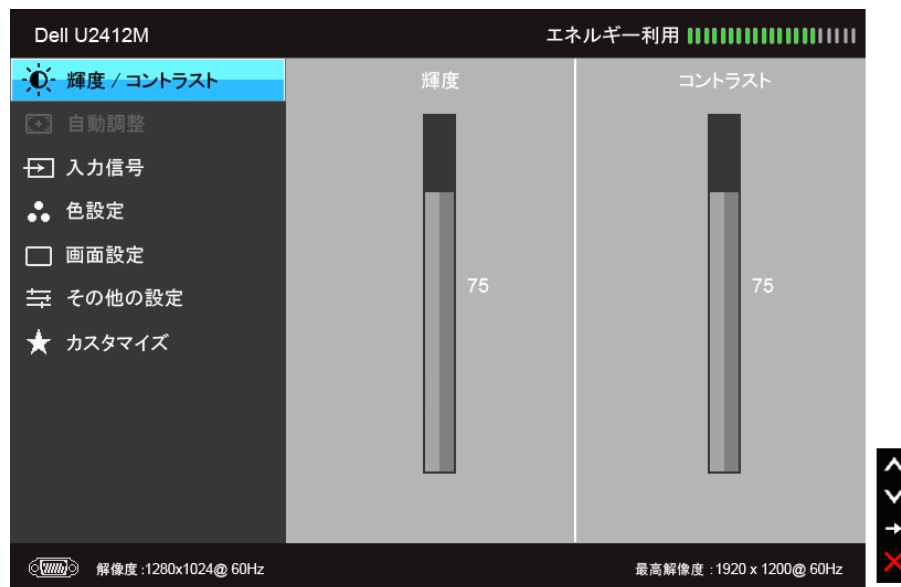 Dell U2412M
エネルギー利用
輝度 / コントラスト
自動調整
入力信号
色設定
画面設定
その他の設定
カスタマイズ
輝度
コントラスト
75
75
解像度 :1280x1024@ 60Hz
最高解像度 :1920 x 1200@ 60Hz